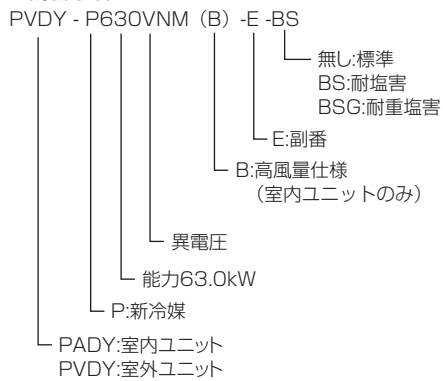 PVDY - P630VNM（B）-E -BS
無し:標準
BS:耐塩害
BSG:耐重塩害
E:副番
B:高風量仕様
（室内ユニットのみ）
異電圧
能力63.0kW
P:新冷媒
PADY:室内ユニット
PVDY:室外ユニット